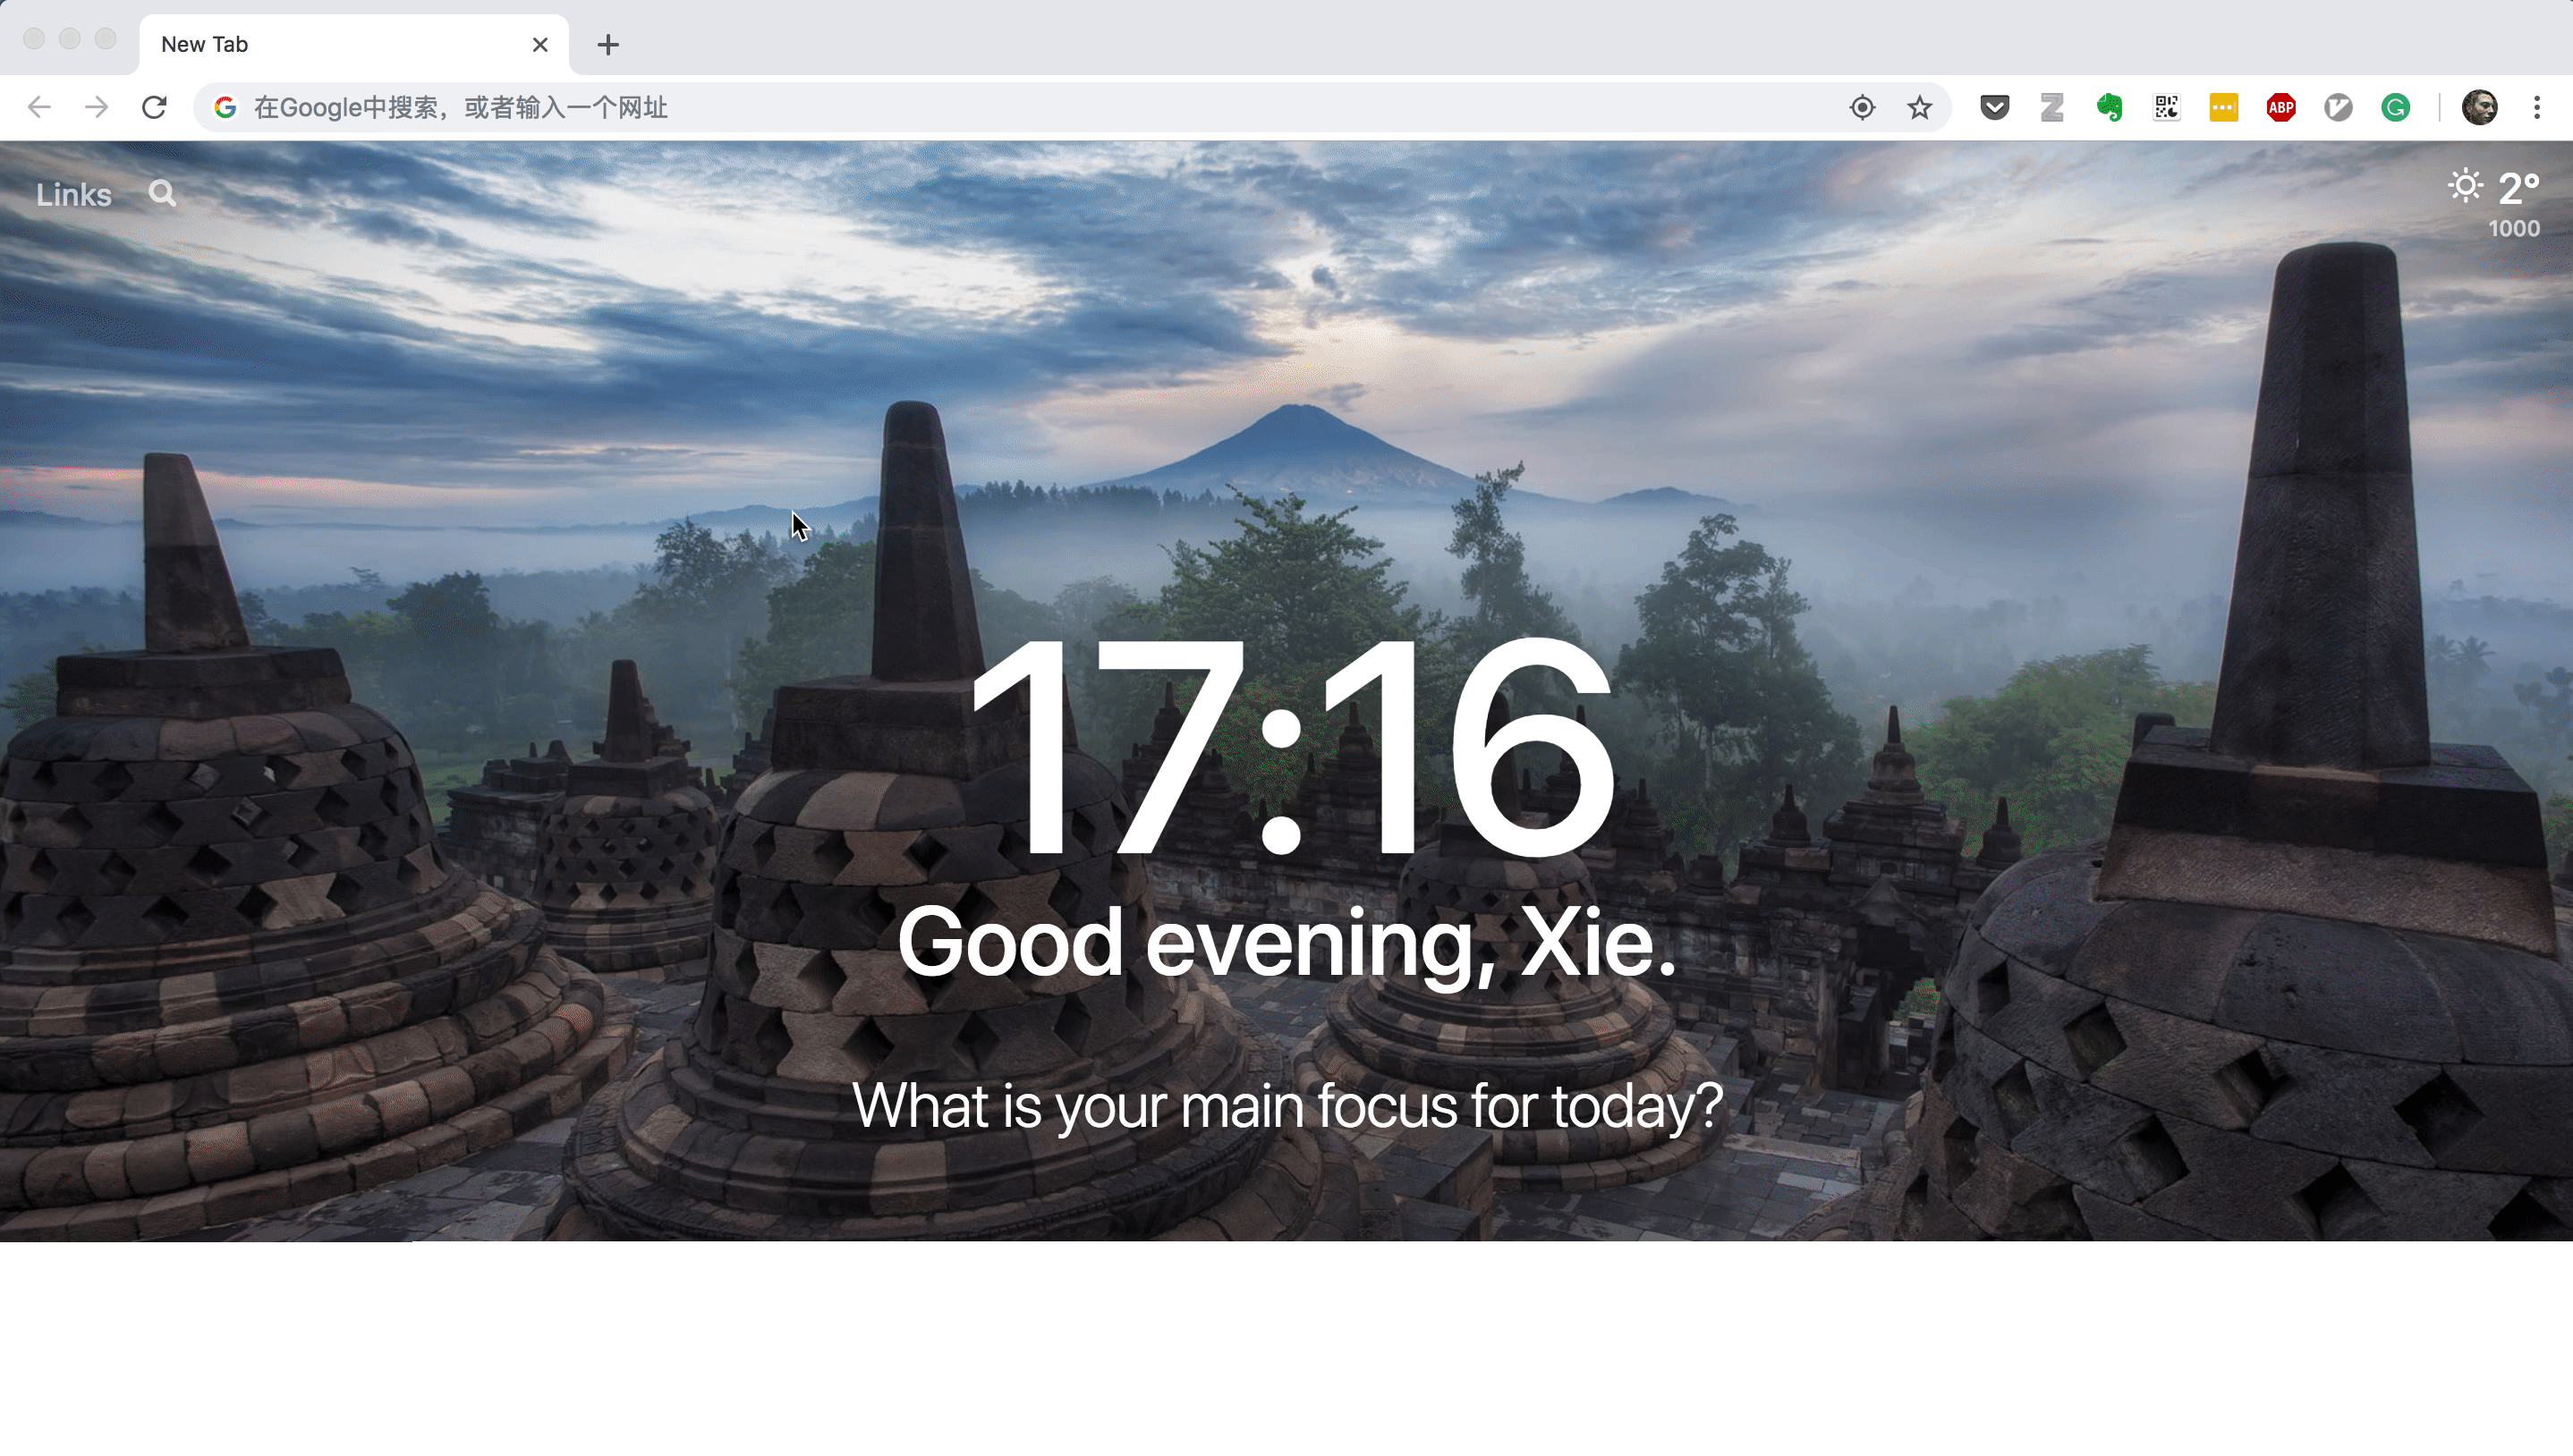 New Tab
在Google中搜索，或者输入一个网址
ABP
Links
2°
1000
17:16
Good evening, Xie.
What is your main focus for today?